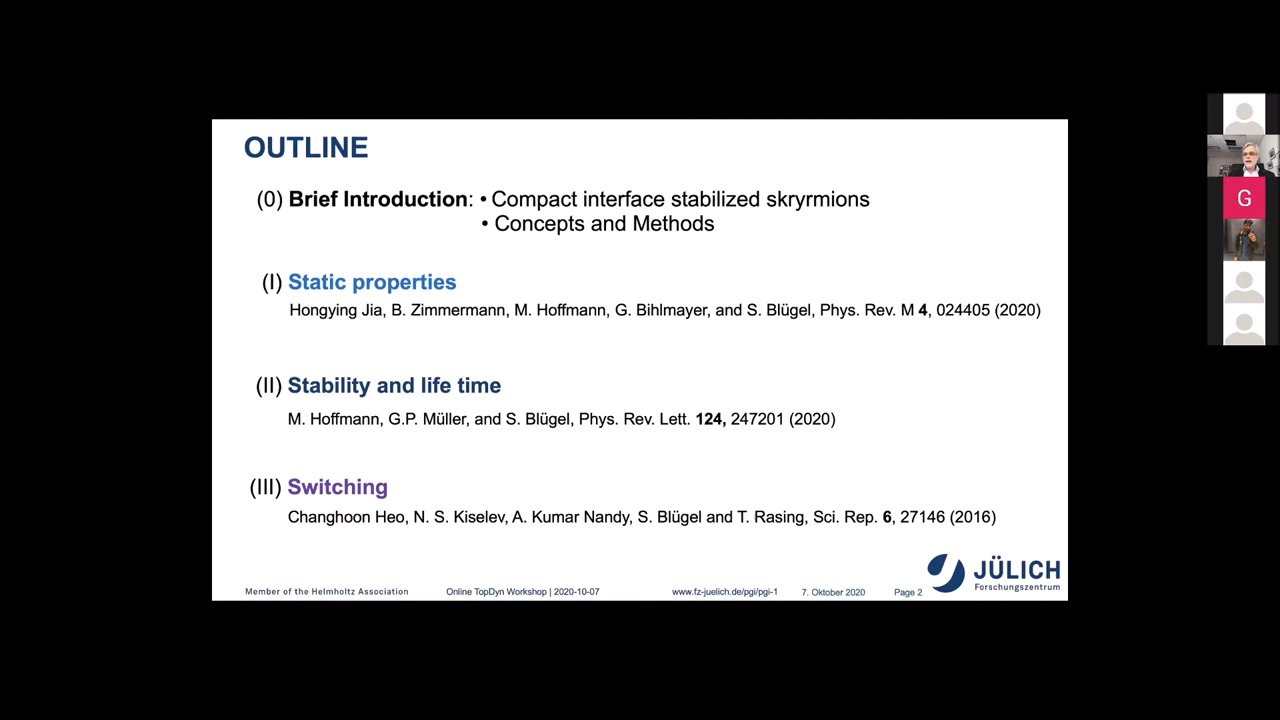 OUTLINE
(0) Brief Introduction: • Compact interface stabilized skryrmions
• Concepts and Methods
(I) Static properties
Hongying Jia, B. Zimmermann, M. Hoffmann, G. Bihlmayer, and S. Blügel, Phys. Rev. M 4, 024405 (2020)
(II) Stability and life time
M. Hoffmann, G.P. Müller, and S. Blügel, Phys. Rev. Lett. 124, 247201 (2020)
(III) Switching
Changhoon Heo, N. S. Kiselev, A. Kumar Nandy, S. Blügel and T. Rasing, Sci. Rep. 6, 27146 (2016)
JÜLICH
Forschungszentrum
Member of the Helmholtz Association Online TopDyn Workshop | 2020-10-07 www.fz-juelich.de/pgi/pgi-1 7. Oktober 2020 Page 2
G